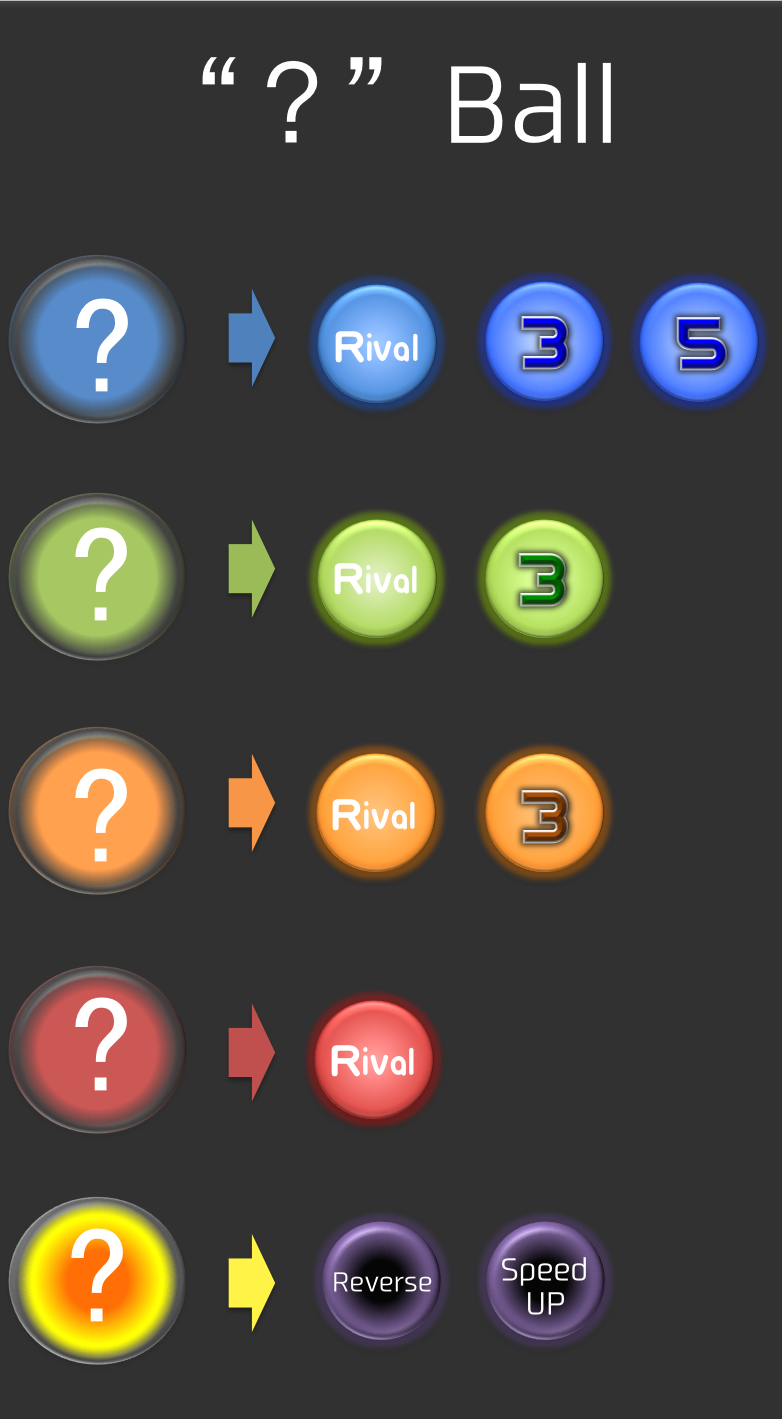 “?” Ball
? Rival 3 5
? Rival 3
? Rival 3
? Rival
? Reverse Speed
UP